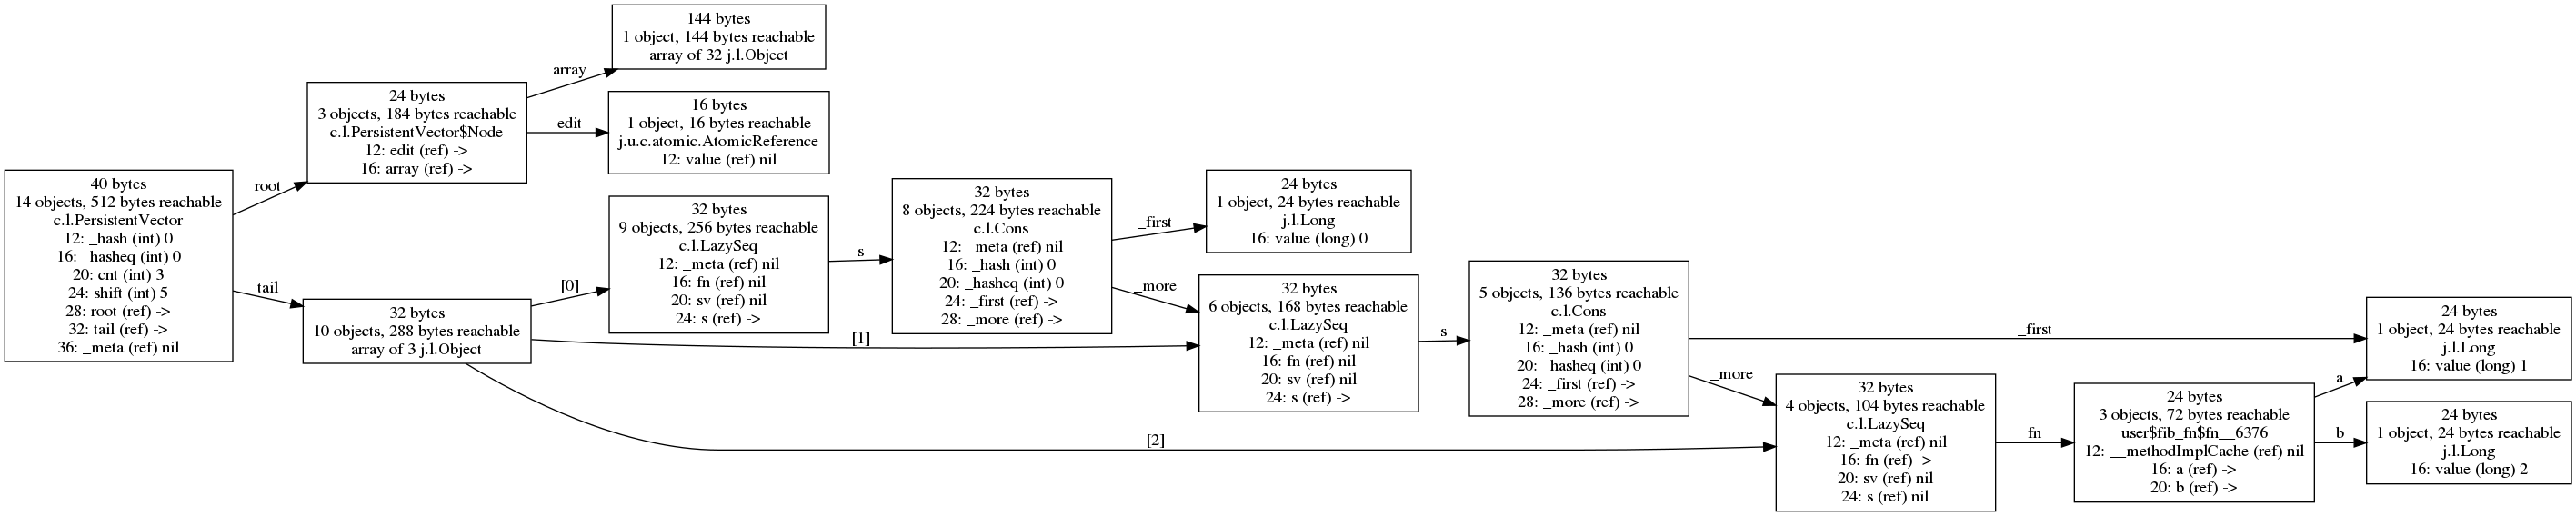 40 bytes
14 objects, 512 bytes reachable
c.l.PersistentVector
12: _hash (int) 0
16: _hasheq (int) 0
20: cnt (int) 3
24: shift (int) 5
28: root (ref) ->
32: tail (ref) ->
36: _meta (ref) nil
root
tail
24 bytes
3 objects, 184 bytes reachable
c.l.PersistentVector$Node
12: edit (ref) ->
16: array (ref) ->
array
edit
144 bytes
1 object, 144 bytes reachable
array of 32 j.l.Object
16 bytes
1 object, 16 bytes reachable
j.u.c.atomic.AtomicReference
12: value (ref) nil
32 bytes
10 objects, 288 bytes reachable
array of 3 j.l.Object
[0]
[1]
[2]
32 bytes
9 objects, 256 bytes reachable
c.l.LazySeq
12: _meta (ref) nil
16: fn (ref) nil
20: sv (ref) nil
24: s (ref) ->
s
32 bytes
8 objects, 224 bytes reachable
c.l.Cons
12: _meta (ref) nil
16: _hash (int) 0
20: _hasheq (int) 0
24: _first (ref) ->
28: _more (ref) ->
_first
_more
24 bytes
1 object, 24 bytes reachable
j.l.Long
16: value (long) 0
32 bytes
6 objects, 168 bytes reachable
c.l.LazySeq
12: _meta (ref) nil
16: fn (ref) nil
20: sv (ref) nil
24: s (ref) ->
s
32 bytes
5 objects, 136 bytes reachable
c.l.Cons
12: _meta (ref) nil
16: _hash (int) 0
20: _hasheq (int) 0
24: _first (ref) ->
28: _more (ref) ->
_first
_more
32 bytes
4 objects, 104 bytes reachable
c.l.LazySeq
12: _meta (ref) nil
16: fn (ref) ->
20: sv (ref) nil
24: s (ref) nil
fn
24 bytes
3 objects, 72 bytes reachable
user$fib_fn$fn__6376
12: __methodImplCache (ref) nil
16: a (ref) ->
20: b (ref) ->
a
b
24 bytes
1 object, 24 bytes reachable
j.l.Long
16: value (long) 1
24 bytes
1 object, 24 bytes reachable
j.l.Long
16: value (long) 2